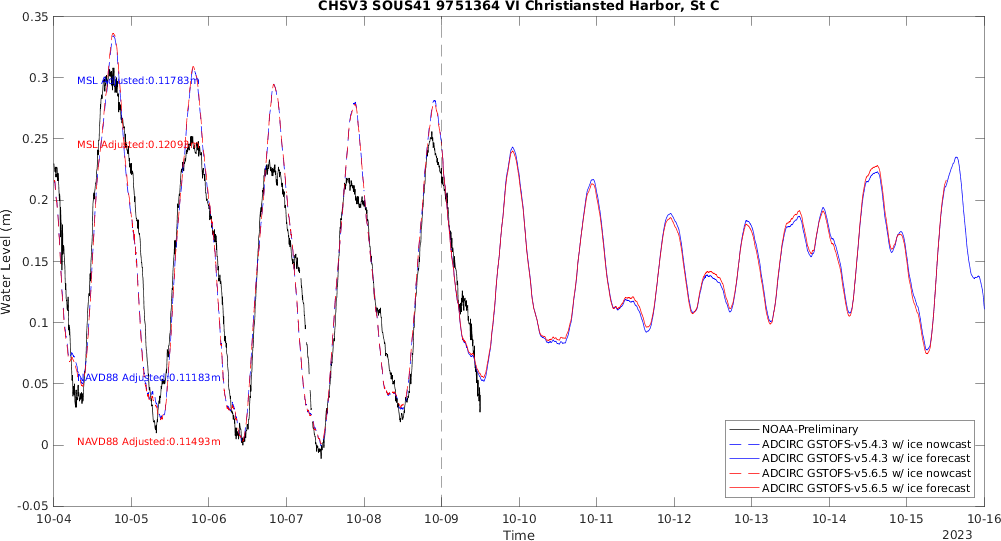 CHSV3 SOUS41 9751364 VI Christiansted Harbor, St C
Water Level (m)
0.35
0.3
0.25
0.2
0.15
0.1
0.05
0
-0.05
MSL Adjusted:0.11783m
MSL Adjusted:0.1209
NAVD88 Adjusted:0.11183m
NAVD88 Adjusted:0.11493m
NOAA-Preliminary
ADCIRC GSTOFS-v5.4.3 w/ ice nowcast
ADCIRC GSTOFS-v5.4.3 w/ ice forecast
ADCIRC GSTOFS-v5.6.5 w/ ice nowcast
ADCIRC GSTOFS-v5.6.5 w/ ice forecast
10-04 10-05 10-06 10-07 10-08 10-09 10-10 10-11 10-12 10-13 10-14 10-15 10-16
Time
2023